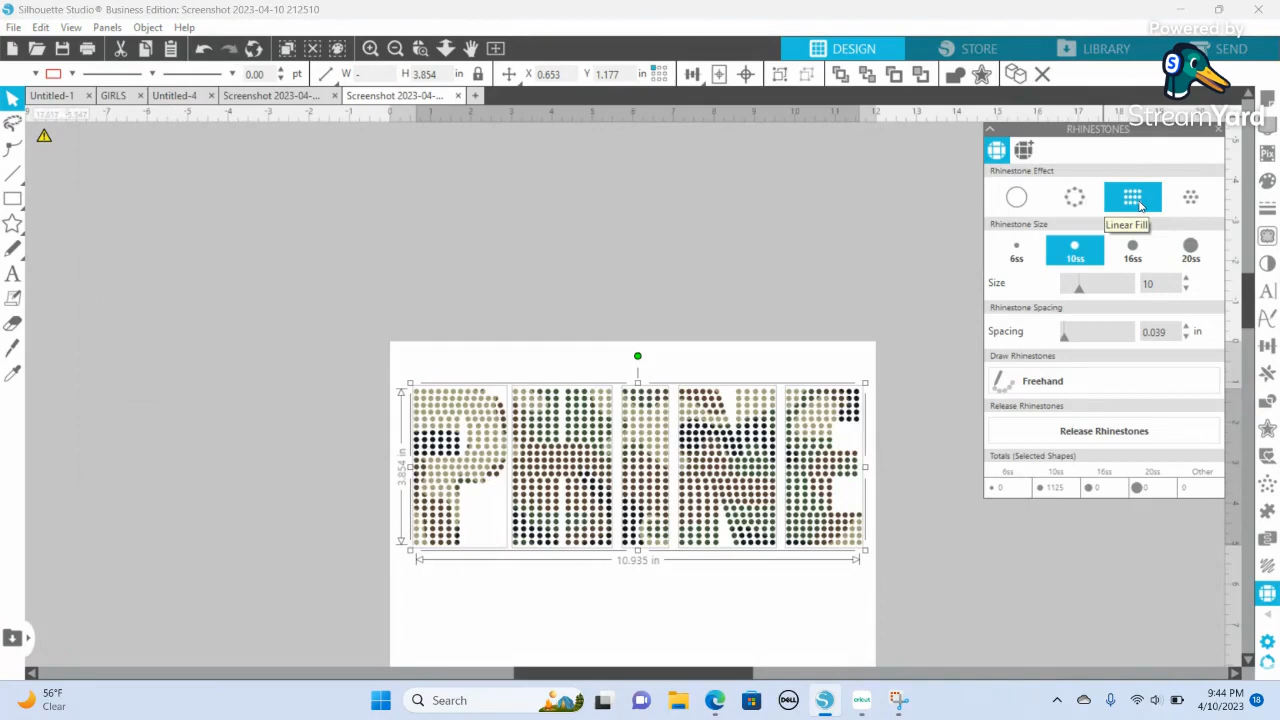 Silhouette Studio® Business Edition: Screenshot 2023-04-10 212510
Powered by
StreamYard
File Edit View Panels Object Help
DESIGN STORE LIBRARY SEND
0.00 pt W - H 3.854 in X 0.653 Y 1.177 in
Untitled-1 × GIRLS × Untitled-4 × Screenshot 2023-04-... × Screenshot 2023-04-... × +
RHINESTONES
Rhinestone Effect
Linear Fill
Rhinestone Size
6ss 10ss 16ss 20ss
Size 10
Rhinestone Spacing
Spacing 0.039 in
Draw Rhinestones
Freehand
Release Rhinestones
Release Rhinestones
Totals (Selected Shapes)
6ss 10ss 16ss 20ss Other
0 1125 0 0 0
PHINE
3.854 in
10.935 in
56°F
Clear
Search
DELL
cricut
9:44 PM
4/10/2023
18